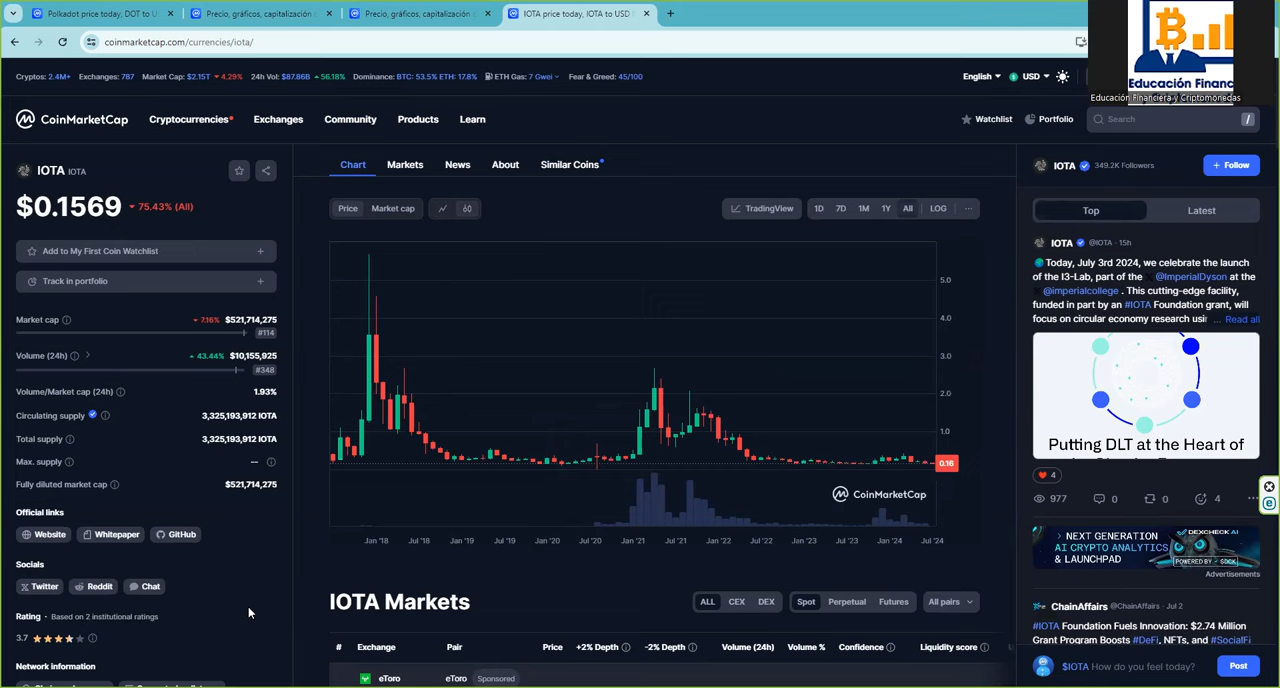 Polkadot price today, DOT to U
Precio, gráficos, capitalización
Precio, gráficos, capitalización
IOTA price today, IOTA to USD
coinmarketcap.com/currencies/iota/
Educación Financ
Educación Financiera y Criptomonedas
Cryptos: 2.4M+ Exchanges: 787 Market Cap: $2.15T 4.29% 24h Vol: $87.86B 56.18% Dominance: BTC: 53.5% ETH: 17.8% ETH Gas: 7 Gwei Fear & Greed: 45/100
English USD
CoinMarketCap Cryptocurrencies Exchanges Community Products Learn
Watchlist Portfolio Search /
IOTA IOTA
$0.1569 75.43% (All)
Add to My First Coin Watchlist +
Track in portfolio +
Market cap 7.16% $521,714,275
#114
Volume (24h) 43.44% $10,155,925
#348
Volume/Market cap (24h) 1.93%
Circulating supply 3,325,193,912 IOTA
Total supply 3,325,193,912 IOTA
Max. supply --
Fully diluted market cap $521,714,275
Official links
Website Whitepaper GitHub
Socials
Twitter Reddit Chat
Rating • Based on 2 institutional ratings
3.7
Network information
Chart Markets News About Similar Coins
Price Market cap
TradingView 1D 7D 1M 1Y All LOG ...
5.0
4.0
3.0
2.0
1.0
0.16
CoinMarketCap
Jan '18 Jul '18 Jan '19 Jul '19 Jan '20 Jul '20 Jan '21 Jul '21 Jan '22 Jul '22 Jan '23 Jul '23 Jan '24 Jul '24
IOTA Markets
ALL CEX DEX Spot Perpetual Futures All pairs
# Exchange Pair Price +2% Depth -2% Depth Volume (24h) Volume % Confidence Liquidity score
eToro eToro Sponsored
IOTA 349.2K Followers + Follow
Top Latest
IOTA @IOTA · 15h
Today, July 3rd 2024, we celebrate the launch
of the I3-Lab, part of the @ImperialDyson at the
@imperialcollege . This cutting-edge facility,
funded in part by an #IOTA Foundation grant, will
focus on circular economy research usi ... Read all
Putting DLT at the Heart of
4
977 0 0 4 ...
NEXT GENERATION
AI CRYPTO ANALYTICS
& LAUNCHPAD
DEXCHECK AI
POWERED BY $DCK
Advertisements
ChainAffairs @ChainAffairs · Jul 2
#IOTA Foundation Fuels Innovation: $2.74 Million
Grant Program Boosts #DeFi, NFTs, and #SocialFi
$IOTA How do you feel today? Post